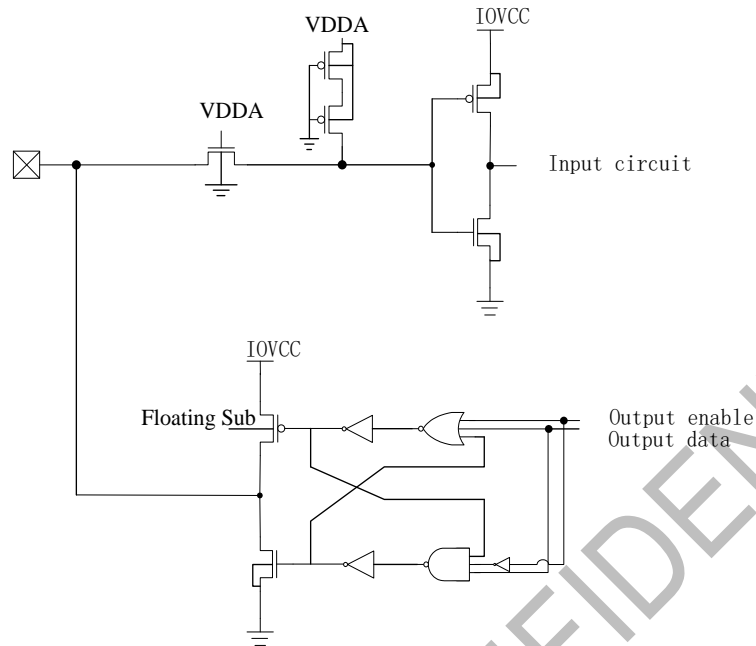 VDDA
IOVCC
VDDA
Input circuit
IOVCC
Floating Sub
Output enable
Output data